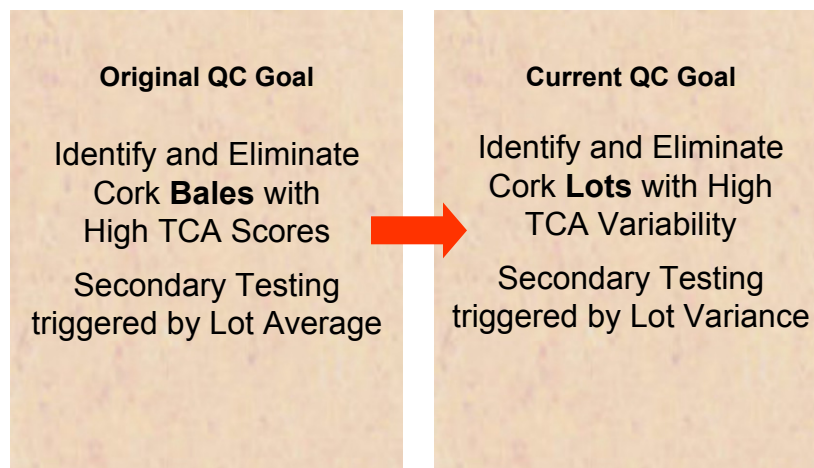 Original QC Goal
Identify and Eliminate
Cork Bales with
High TCA Scores
Secondary Testing
triggered by Lot Average
Current QC Goal
Identify and Eliminate
Cork Lots with High
TCA Variability
Secondary Testing
triggered by Lot Variance